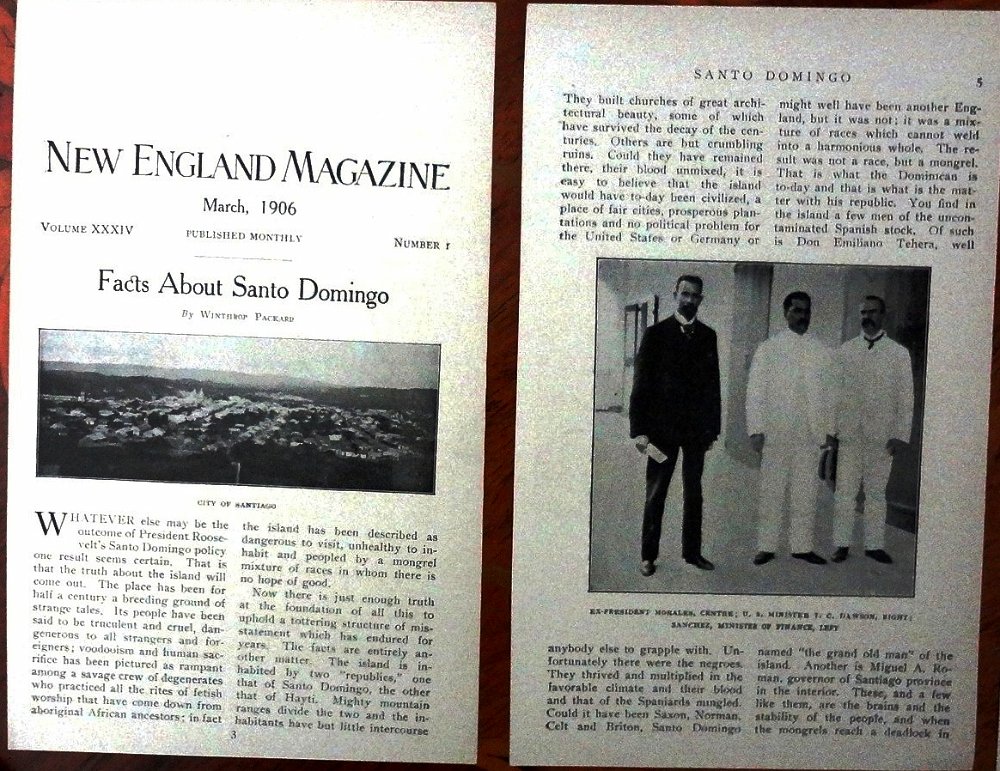 NEW ENGLAND MAGAZINE
March, 1906
VOLUME XXXIV
PUBLISHED MONTHLY
NUMBER 1
Facts About Santo Domingo
By WINTHROP PACKARD
CITY OF SANTIAGO
WHATEVER else may be the
outcome of President Roose-
velt's Santo Domingo policy
one result seems certain. That is
that the truth about the island will
come out. The place has been for
half a century a breeding ground of
strange tales. Its people have been
said to be truculent and cruel, dan-
gerous to all strangers and for-
eigners; voodooism and human sac-
rifice has been pictured as rampant
among a savage crew of degenerates
who practiced all the rites of fetish
worship that have come down from
aboriginal African ancestors; in fact
the island has been described as
dangerous to visit, unhealthy to in-
habit and peopled by a mongrel
mixture of races in whom there is
no hope of good.
Now there is just enough truth
at the foundation of all this to
uphold a tottering structure of mis-
statement which has endured for
years. The facts are entirely an-
other matter. The island is in-
habited by two "republics," one
that of Santo Domingo, the other
that of Hayti. Mighty mountain
ranges divide the two and the in-
habitants have but little intercourse
3
SANTO DOMINGO
5
They built churches of great archi-
tectural beauty, some of which
have survived the decay of the cen-
turies. Others are but crumbling
ruins. Could they have remained
there, their blood unmixed, it is
easy to believe that the island
would have to-day been civilized, a
place of fair cities, prosperous plan-
tations and no political problem for
the United States or Germany or
might well have been another Eng-
land, but it was not; it was a mix-
ture of races which cannot weld
into a harmonious whole. The re-
sult was not a race, but a mongrel.
That is what the Dominican is
to-day and that is what is the mat-
ter with his republic. You find in
the island a few men of the uncon-
taminated Spanish stock. Of such
is Don Emiliano Tehera, well
EX-PRESIDENT MORALES, CENTRE; U. S. MINISTER T. C. DAWSON, RIGHT;
SANCHEZ, MINISTER OF FINANCE, LEFT
anybody else to grapple with. Un-
fortunately there were the negroes.
They thrived and multiplied in the
favorable climate and their blood
and that of the Spaniards mingled.
Could it have been Saxon, Norman,
Celt and Briton, Santo Domingo
named "the grand old man" of the
island. Another is Miguel A. Ro-
man, governor of Santiago province
in the interior. These, and a few
like them, are the brains and the
stability of the people, and when
the mongrels reach a deadlock in